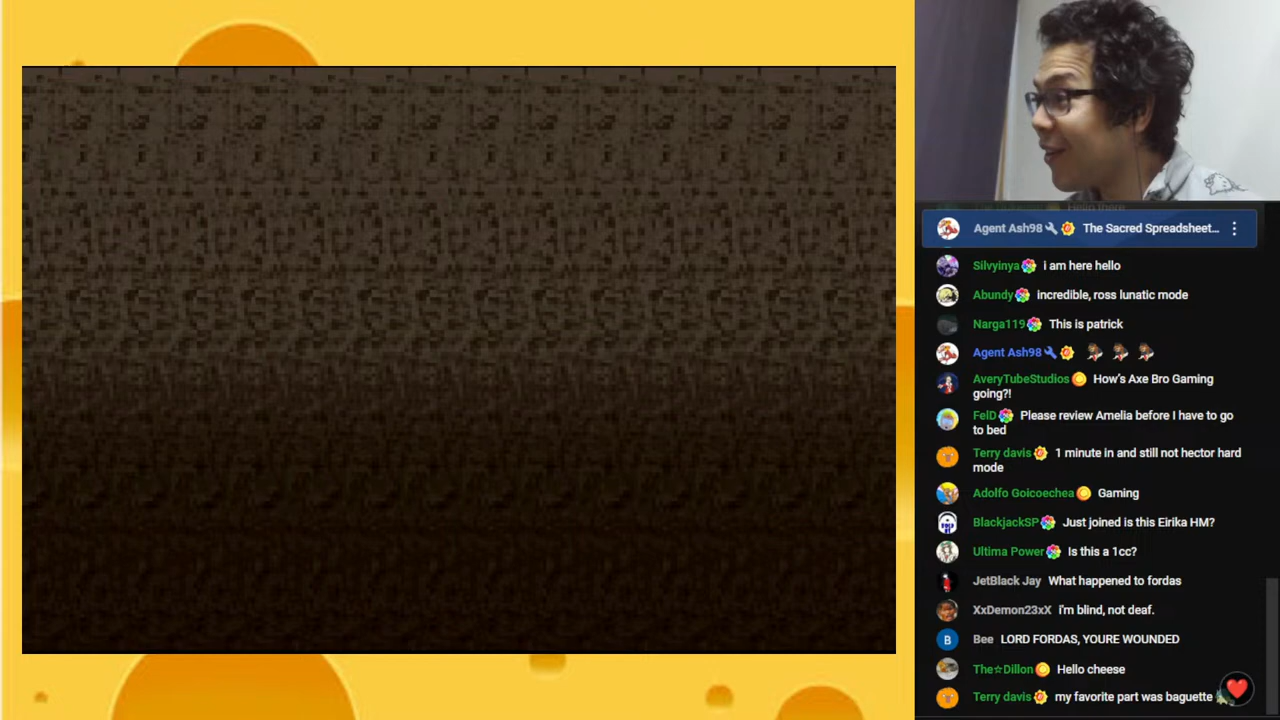 Hello there
Agent Ash98 The Sacred Spreadsheet...
Silvyinya i am here hello
Abundy incredible, ross lunatic mode
Narga119 This is patrick
Agent Ash98
AveryTubeStudios How's Axe Bro Gaming
going?!
FelD Please review Amelia before I have to go
to bed
Terry davis 1 minute in and still not hector hard
mode
Adolfo Goicoechea Gaming
BlackjackSP Just joined is this Eirika HM?
Ultima Power Is this a 1cc?
JetBlack Jay What happened to fordas
XxDemon23xX i'm blind, not deaf.
B Bee LORD FORDAS, YOURE WOUNDED
The☆Dillon Hello cheese
Terry davis my favorite part was baguette